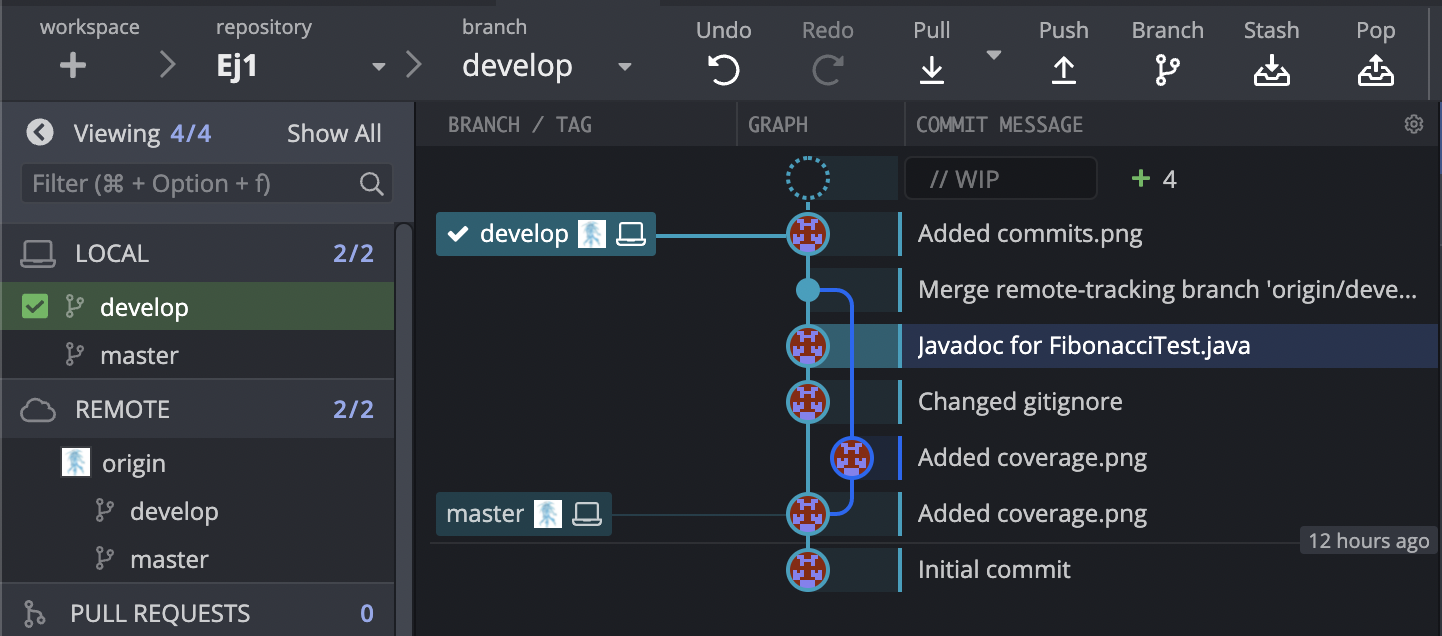 workspace repository branch Undo Redo Pull Push Branch Stash Pop
Ej1 develop
Viewing 4/4 Show All
Filter (⌘ + Option + f)
LOCAL 2/2
develop
master
REMOTE 2/2
origin
develop
master
PULL REQUESTS 0
BRANCH / TAG GRAPH COMMIT MESSAGE
// WIP 4
develop Added commits.png
Merge remote-tracking branch 'origin/deve...
Javadoc for FibonacciTest.java
Changed gitignore
Added coverage.png
master Added coverage.png
12 hours ago
Initial commit